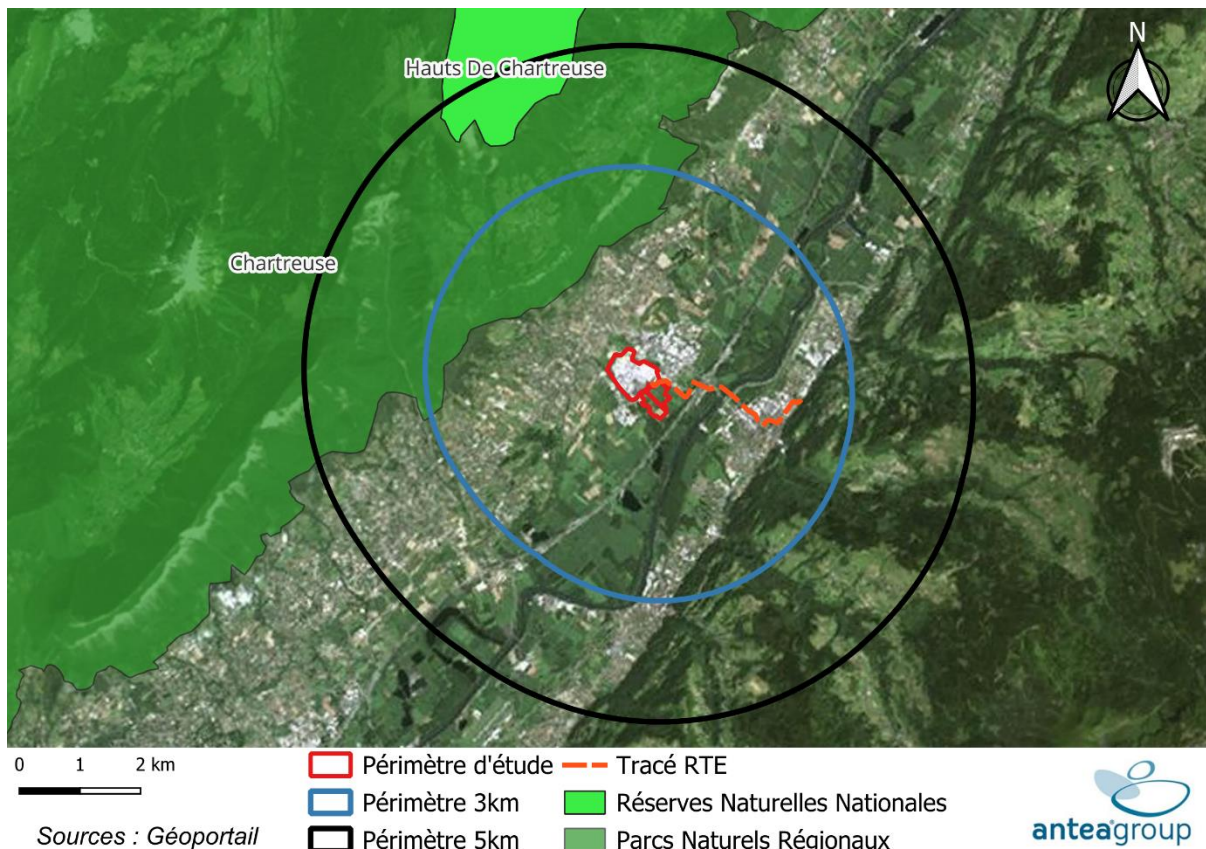 N
Hauts De Chartreuse
Chartreuse
0 1 2 km
Périmètre d'étude
Tracé RTE
Périmètre 3km
Réserves Naturelles Nationales
Sources : Géoportail
Périmètre 5km
Parcs Naturels Régionaux
anteagroup